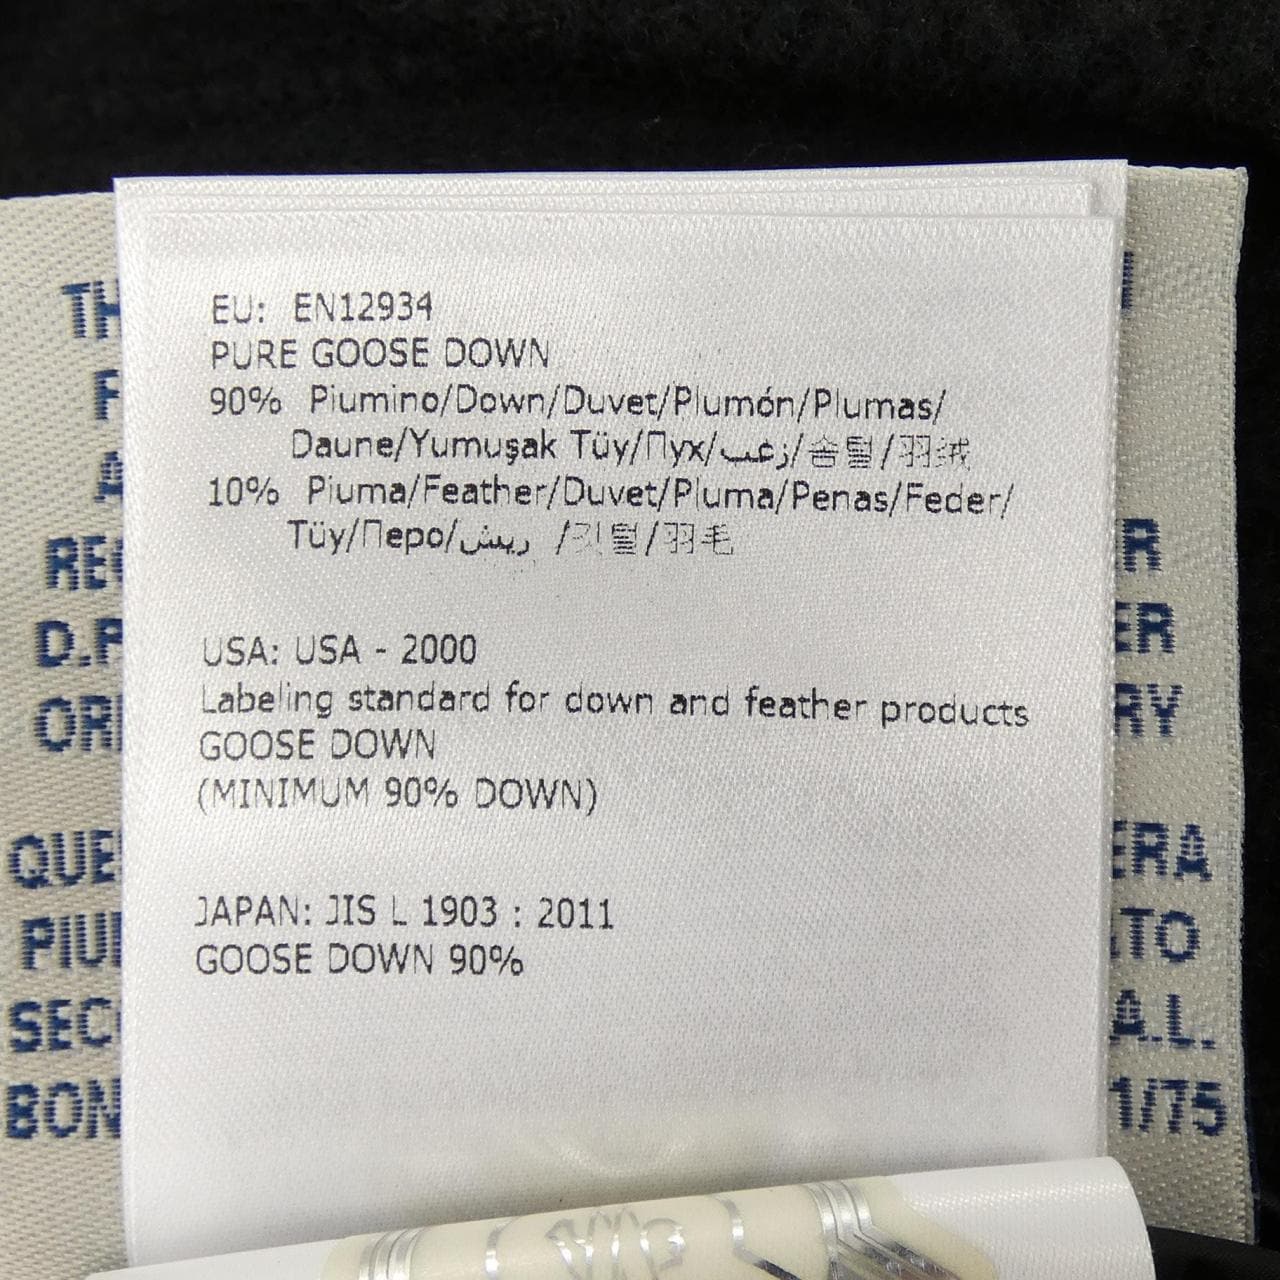 EU: EN12934
PURE GOOSE DOWN
90% Piumino/Down/Duvet/Plumón/Plumas/
Daune/Yumuşak Tüy/Пух/زغب/솜털/羽绒
10% Piuma/Feather/Duvet/Pluma/Penas/Feder/
Tüy/Перо/ريش /깃털/羽毛
USA: USA - 2000
Labeling standard for down and feather products
GOOSE DOWN
(MINIMUM 90% DOWN)
JAPAN: JIS L 1903 : 2011
GOOSE DOWN 90%
A.L.
1/75